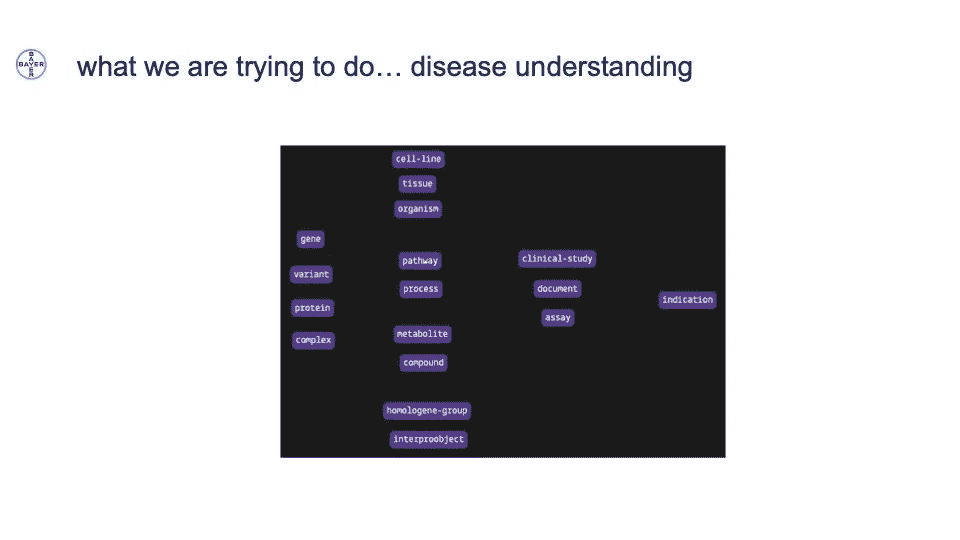 BAYER
what we are trying to do… disease understanding
cell-line
tissue
organism
gene
variant
protein
complex
pathway
process
metabolite
compound
homologene-group
interproobject
clinical-study
document
assay
indication